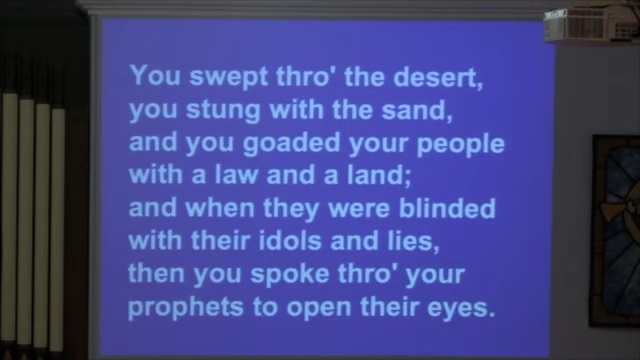 You swept thro' the desert,
you stung with the sand,
and you goaded your people
with a law and a land;
and when they were blinded
with their idols and lies,
then you spoke thro' your
prophets to open their eyes.